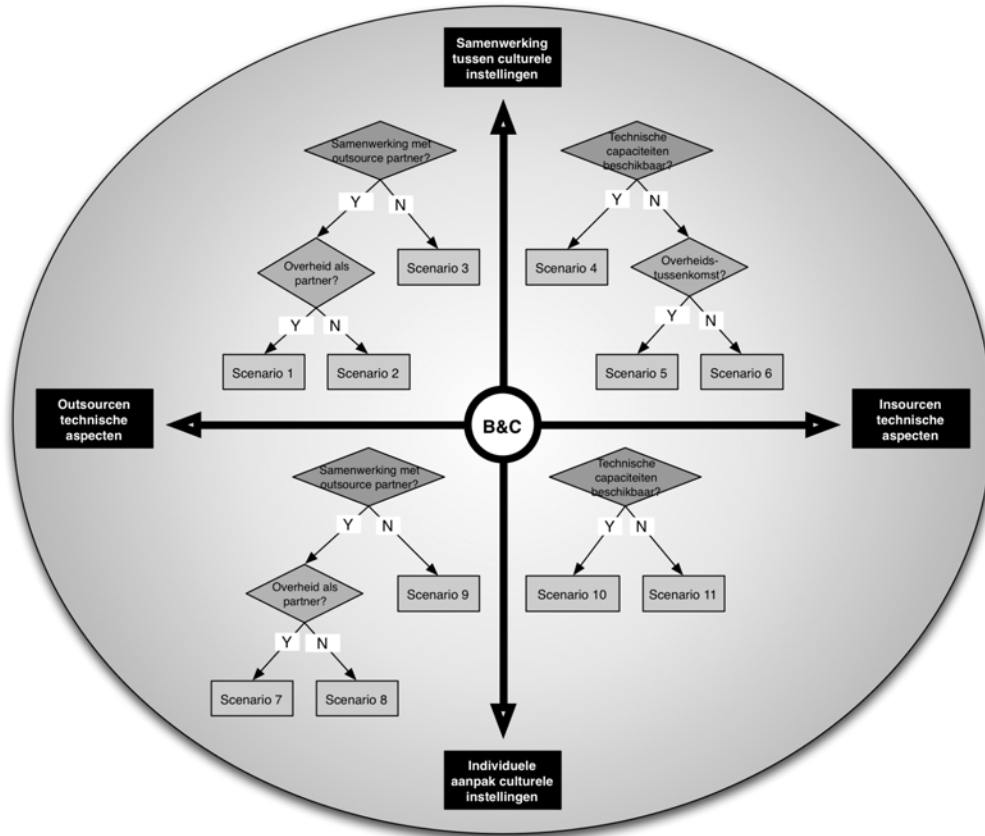 Samenwerking
tussen culturele
instellingen
Samenwerking met
outsource partner?
Technische
capaciteiten
beschikbaar?
Y
N
Y
N
Overheid als
partner?
Scenario 3
Scenario 4
Overheids-
tussenkomst?
Y
N
Y
N
Scenario 1
Scenario 2
Scenario 5
Scenario 6
Outsourcen
technische
aspecten
B&C
Insourcen
technische
aspecten
Samenwerking met
outsource partner?
Technische
capaciteiten
beschikbaar?
Y
N
Y
N
Overheid als
partner?
Scenario 9
Scenario 10
Scenario 11
Y
N
Scenario 7
Scenario 8
Individuele
aanpak culturele
instellingen